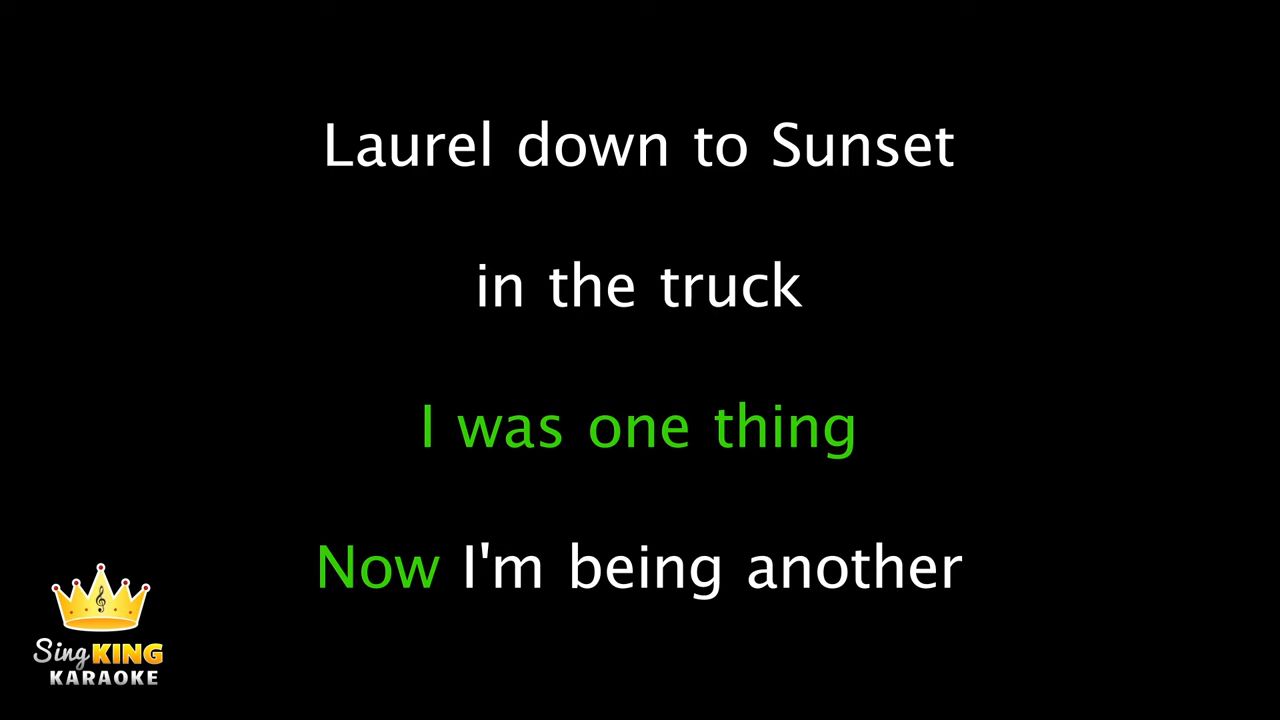 Laurel down to Sunset
in the truck
I was one thing
Now I'm being another
Sing KING
KARAOKE